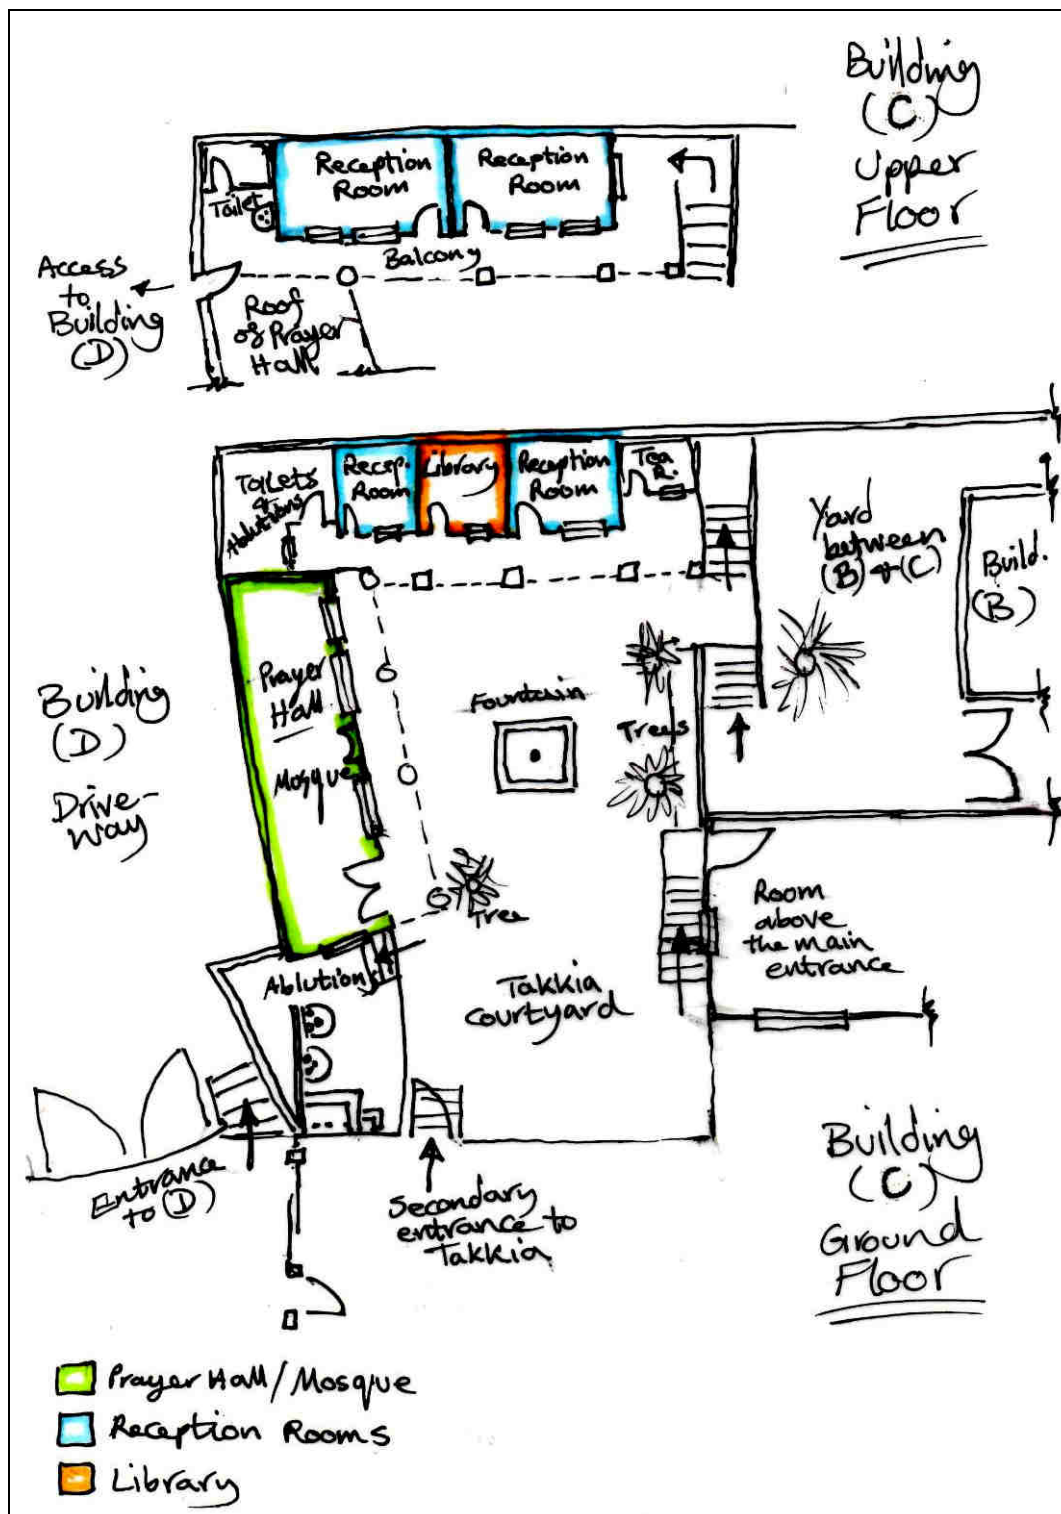 Building
(C)
Upper
Floor
Reception
Room
Reception
Room
Toilet
Balcony
Access
to
Building
(D)
Roof
of Prayer
Hall
Toilets
&
Ablutions
Recep.
Room
Library
Reception
Room
Tea
R.
Yard
between
(B) & (C)
Build.
(B)
Prayer
Hall
Mosque
Fountain
Trees
Building
(D)
Drive-
way
Tree
Room
above
the main
entrance
Ablution
Takkia
courtyard
Entrance
to (D)
Secondary
entrance to
Takkia
Building
(C)
Ground
Floor
Prayer Hall/Mosque
Reception Rooms
Library